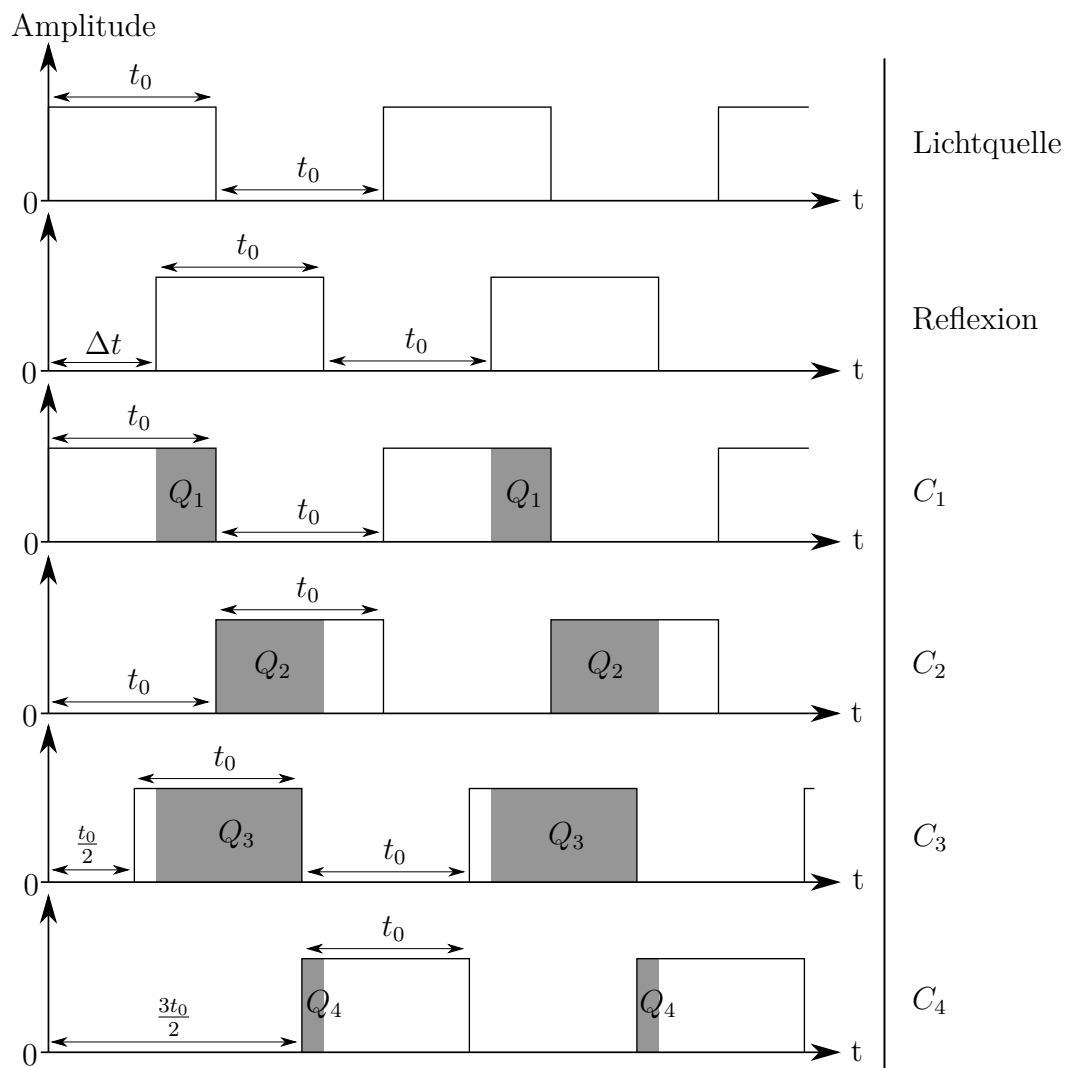 Amplitude
t₀
t₀
0
t
Lichtquelle
t₀
Δt
t₀
0
t
Reflexion
t₀
Q₁
Q₁
t₀
0
t
C₁
t₀
Q₂
Q₂
t₀
0
t
C₂
t₀
t₀/2
Q₃
Q₃
t₀
0
t
C₃
t₀
3t₀/2
Q₄
Q₄
0
t
C₄